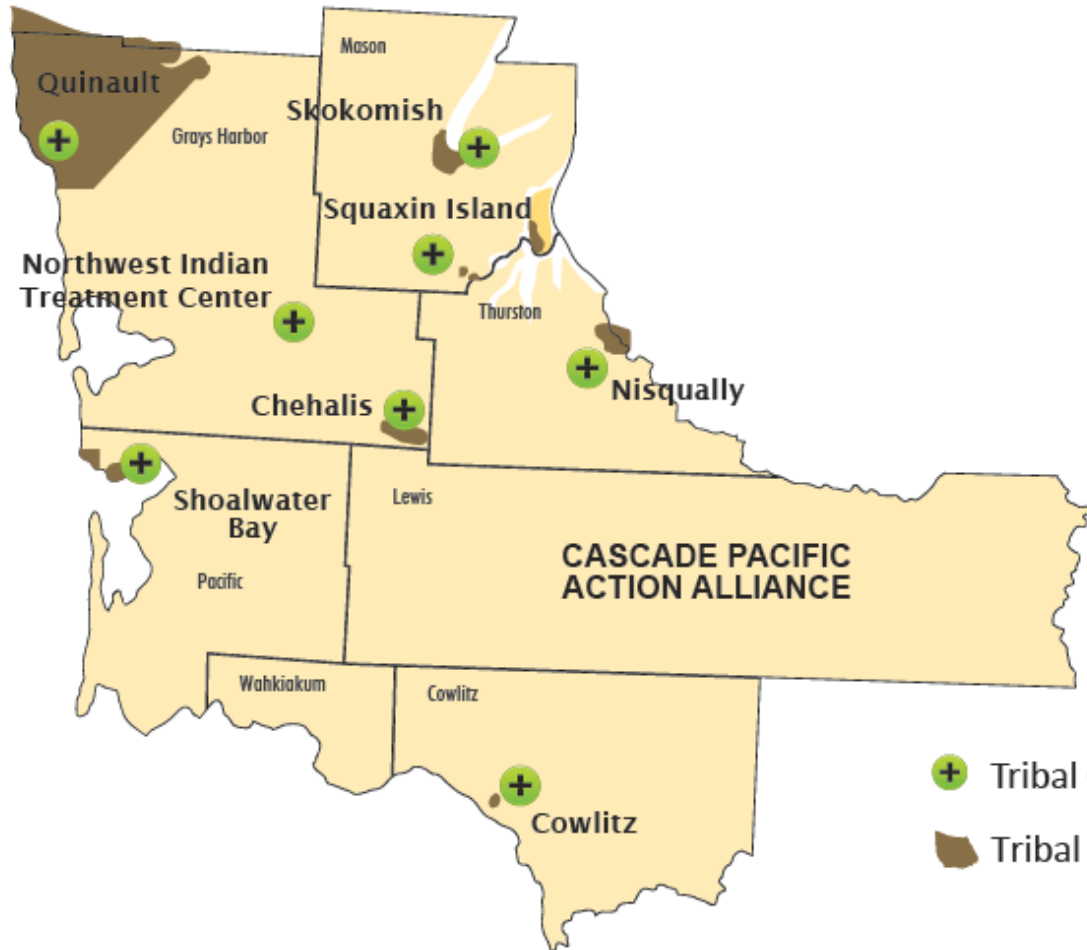 Mason
Quinault
Skokomish
Grays Harbor
Squaxin Island
Northwest Indian
Treatment Center
Thurston
Nisqually
Chehalis
Lewis
Shoalwater
Bay
CASCADE PACIFIC
ACTION ALLIANCE
Pacific
Wahkiakum
Cowlitz
Tribal
Cowlitz
Tribal